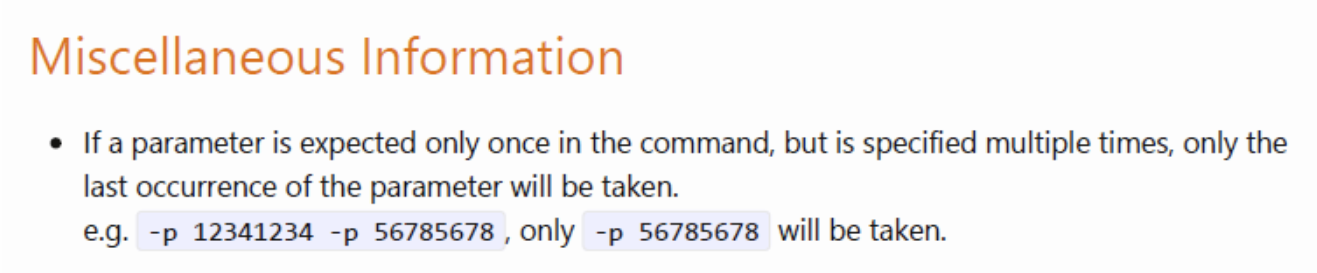 Miscellaneous Information
• If a parameter is expected only once in the command, but is specified multiple times, only the
last occurrence of the parameter will be taken.
e.g. -p 12341234 -p 56785678 , only -p 56785678 will be taken.